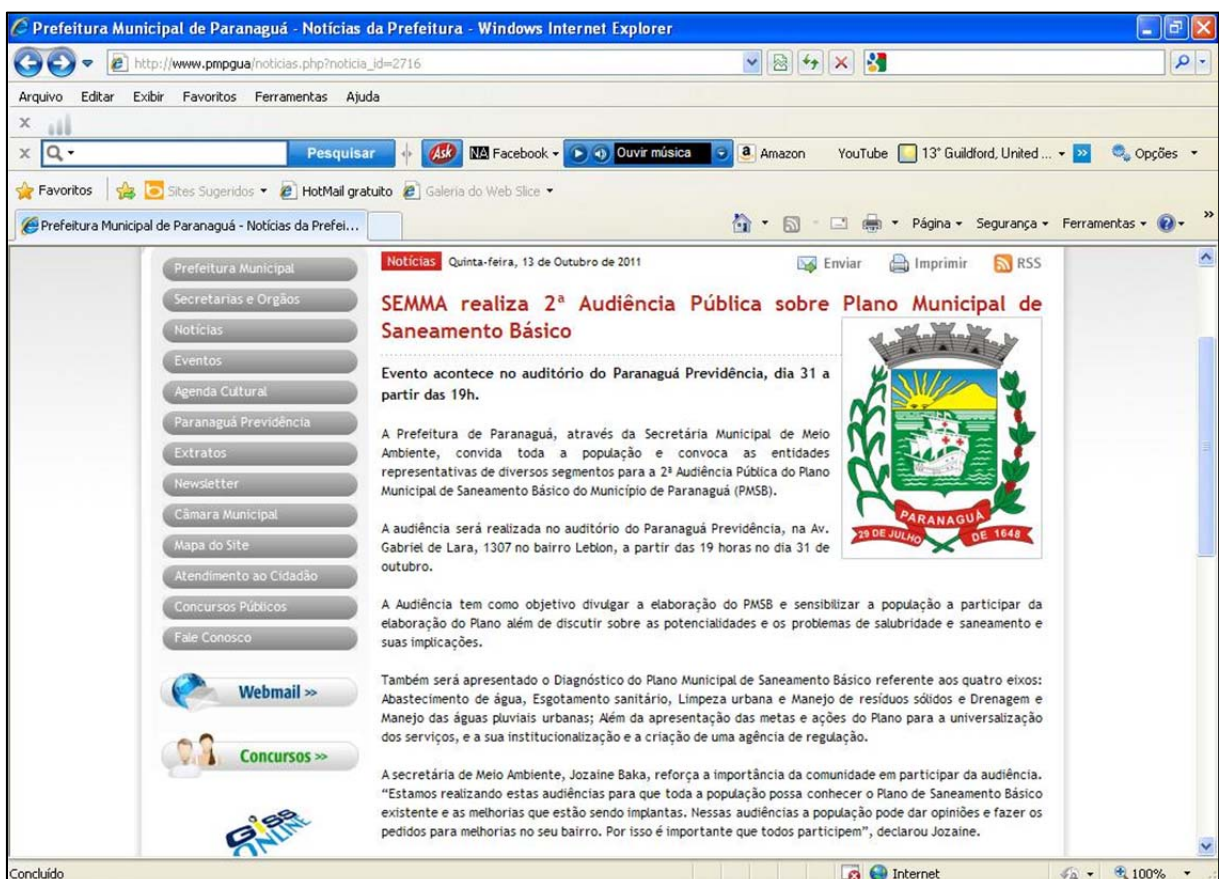 Prefeitura Municipal de Paranaguá - Notícias da Prefeitura - Windows Internet Explorer
http://www.pmpgua/noticias.php?noticia_id=2716
Arquivo Editar Exibir Favoritos Ferramentas Ajuda
Pesquisar Ask NA Facebook Ouvir música a Amazon YouTube 13° Guildford, United ... Opções
Favoritos Sites Sugeridos HotMail gratuito Galeria do Web Slice
Prefeitura Municipal de Paranaguá - Notícias da Prefei... Página Segurança Ferramentas
Prefeitura Municipal
Secretarias e Orgãos
Notícias
Eventos
Agenda Cultural
Paranaguá Previdência
Extratos
Newsletter
Câmara Municipal
Mapa do Site
Atendimento ao Cidadão
Concursos Públicos
Fale Conosco
Webmail »
Concursos »
GISS ONLINE
Notícias Quinta-feira, 13 de Outubro de 2011 Enviar Imprimir RSS
SEMMA realiza 2ª Audiência Pública sobre Plano Municipal de
Saneamento Básico
Evento acontece no auditório do Paranaguá Previdência, dia 31 a
partir das 19h.
A Prefeitura de Paranaguá, através da Secretária Municipal de Meio
Ambiente, convida toda a população e convoca as entidades
representativas de diversos segmentos para a 2ª Audiência Pública do Plano
Municipal de Saneamento Básico do Município de Paranaguá (PMSB).
A audiência será realizada no auditório do Paranaguá Previdência, na Av.
Gabriel de Lara, 1307 no bairro Leblon, a partir das 19 horas no dia 31 de
outubro.
PARANAGUÁ
29 DE JULHO DE 1648
A Audiência tem como objetivo divulgar a elaboração do PMSB e sensibilizar a população a participar da
elaboração do Plano além de discutir sobre as potencialidades e os problemas de salubridade e saneamento e
suas implicações.
Também será apresentado o Diagnóstico do Plano Municipal de Saneamento Básico referente aos quatro eixos:
Abastecimento de água, Esgotamento sanitário, Limpeza urbana e Manejo de resíduos sólidos e Drenagem e
Manejo das águas pluviais urbanas; Além da apresentação das metas e ações do Plano para a universalização
dos serviços, e a sua institucionalização e a criação de uma agência de regulação.
A secretária de Meio Ambiente, Jozaine Baka, reforça a importância da comunidade em participar da audiência.
“Estamos realizando estas audiências para que toda a população possa conhecer o Plano de Saneamento Básico
existente e as melhorias que estão sendo implantas. Nessas audiências a população pode dar opiniões e fazer os
pedidos para melhorias no seu bairro. Por isso é importante que todos participem”, declarou Jozaine.
Concluído Internet 100%